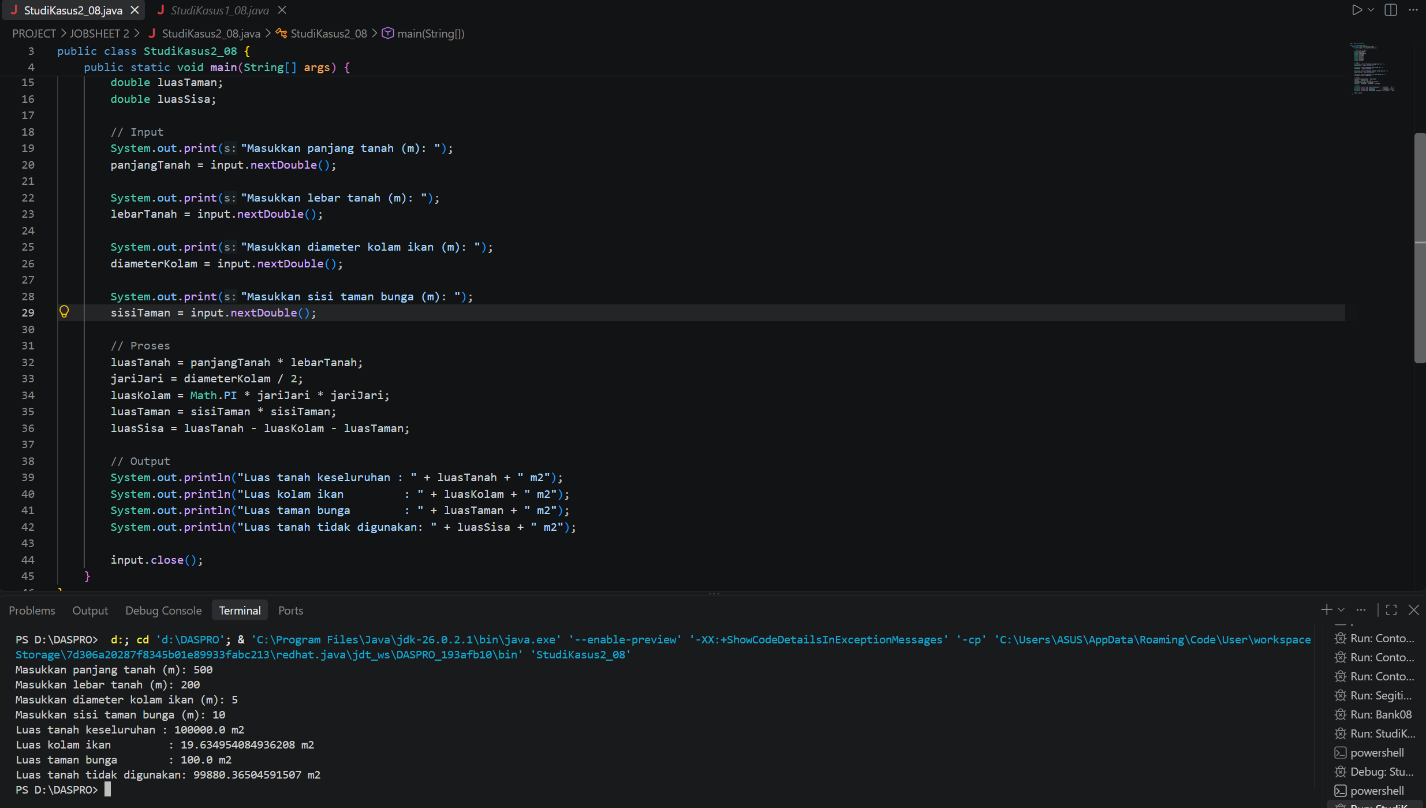 StudiKasus2_08.java
StudiKasus1_08.java
PROJECT > JOBSHEET 2 > StudiKasus2_08.java > StudiKasus2_08 > main(String[])
3 public class StudiKasus2_08 {
4 public static void main(String[] args) {
15 double luasTaman;
16 double luasSisa;
17
18 // Input
19 System.out.print(s: "Masukkan panjang tanah (m): ");
20 panjangTanah = input.nextDouble();
21
22 System.out.print(s: "Masukkan lebar tanah (m): ");
23 lebarTanah = input.nextDouble();
24
25 System.out.print(s: "Masukkan diameter kolam ikan (m): ");
26 diameterKolam = input.nextDouble();
27
28 System.out.print(s: "Masukkan sisi taman bunga (m): ");
29 sisiTaman = input.nextDouble();
30
31 // Proses
32 luasTanah = panjangTanah * lebarTanah;
33 jariJari = diameterKolam / 2;
34 luasKolam = Math.PI * jariJari * jariJari;
35 luasTaman = sisiTaman * sisiTaman;
36 luasSisa = luasTanah - luasKolam - luasTaman;
37
38 // Output
39 System.out.println("Luas tanah keseluruhan : " + luasTanah + " m2");
40 System.out.println("Luas kolam ikan         : " + luasKolam + " m2");
41 System.out.println("Luas taman bunga        : " + luasTaman + " m2");
42 System.out.println("Luas tanah tidak digunakan: " + luasSisa + " m2");
43
44 input.close();
45 }
Problems Output Debug Console Terminal Ports
PS D:\DASPRO> d:; cd 'd:\DASPRO'; & 'C:\Program Files\Java\jdk-26.0.2.1\bin\java.exe' '--enable-preview' '-XX:+ShowCodeDetailsInExceptionMessages' '-cp' 'C:\Users\ASUS\AppData\Roaming\Code\User\workspace
Storage\7d306a20287f8345b01e89933fabc213\redhat.java\jdt_ws\DASPRO_193afb10\bin' 'StudiKasus2_08'
Masukkan panjang tanah (m): 500
Masukkan lebar tanah (m): 200
Masukkan diameter kolam ikan (m): 5
Masukkan sisi taman bunga (m): 10
Luas tanah keseluruhan : 100000.0 m2
Luas kolam ikan         : 19.634954084936208 m2
Luas taman bunga        : 100.0 m2
Luas tanah tidak digunakan: 99880.36504591507 m2
PS D:\DASPRO>
Run: Conto...
Run: Conto...
Run: Conto...
Run: Segiti...
Run: Bank08
Run: StudiK...
powershell
Debug: Stu...
powershell